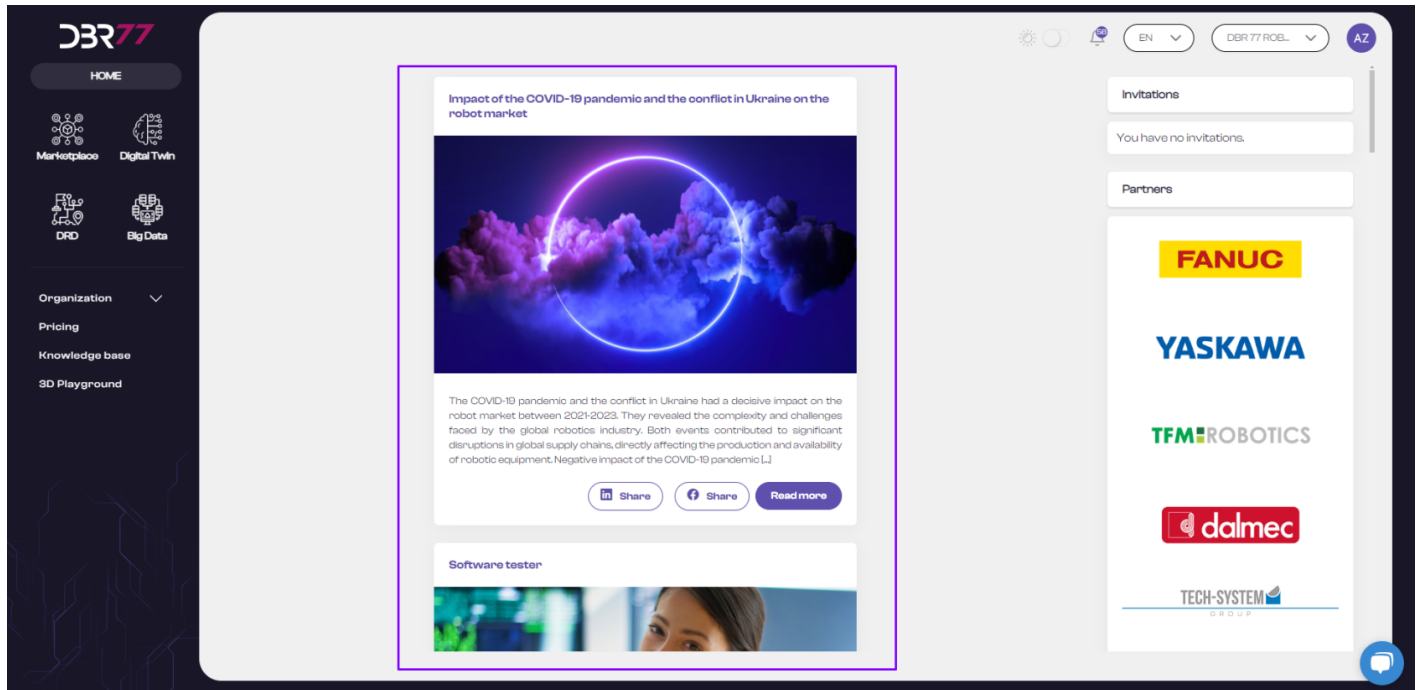 DBR77
HOME
Marketplace
Digital Twin
DRD
Big Data
Organization
Pricing
Knowledge base
3D Playground
58
EN
DBR 77 ROB...
AZ
Impact of the COVID-19 pandemic and the conflict in Ukraine on the
robot market
The COVID-19 pandemic and the conflict in Ukraine had a decisive impact on the
robot market between 2021-2023. They revealed the complexity and challenges
faced by the global robotics industry. Both events contributed to significant
disruptions in global supply chains, directly affecting the production and availability
of robotic equipment. Negative impact of the COVID-19 pandemic [...]
Share
Share
Read more
Software tester
Invitations
You have no invitations.
Partners
FANUC
YASKAWA
TFM ROBOTICS
dalmec
TECH-SYSTEM
GROUP